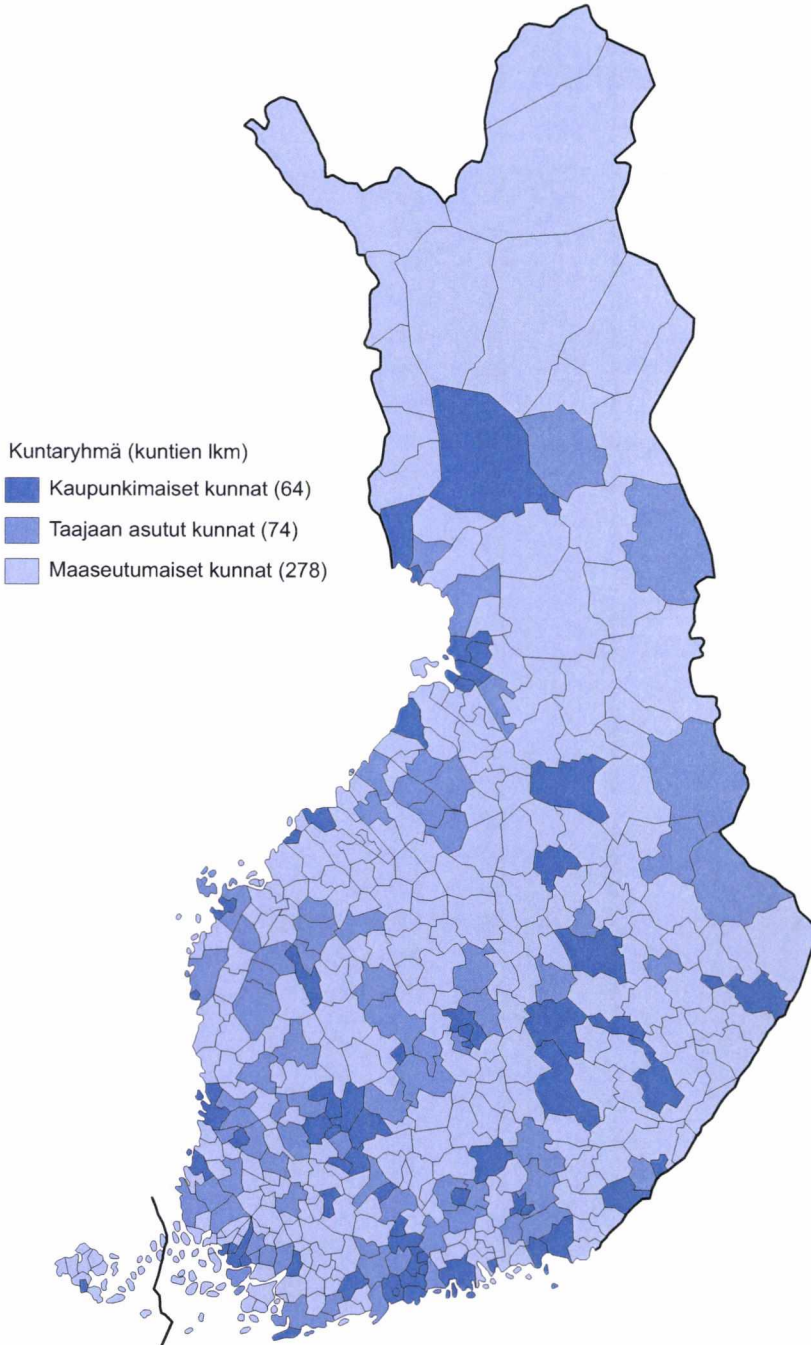 Kuntaryhmä (kuntien lkm)
Kaupunkimaiset kunnat (64)
Taajaan asutut kunnat (74)
Maaseutumaiset kunnat (278)